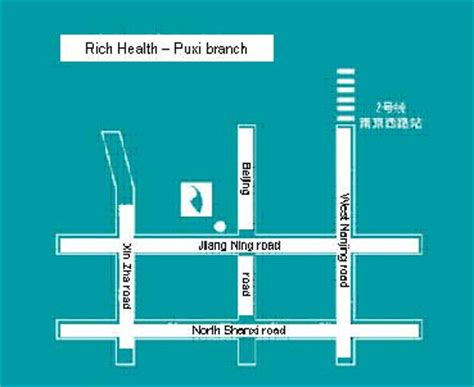 Rich Health – Puxi branch
2号线
南京西路站
Beijing
road
West Nanjing road
Xin Zha road
Jiang Ning road
North Shanxi road